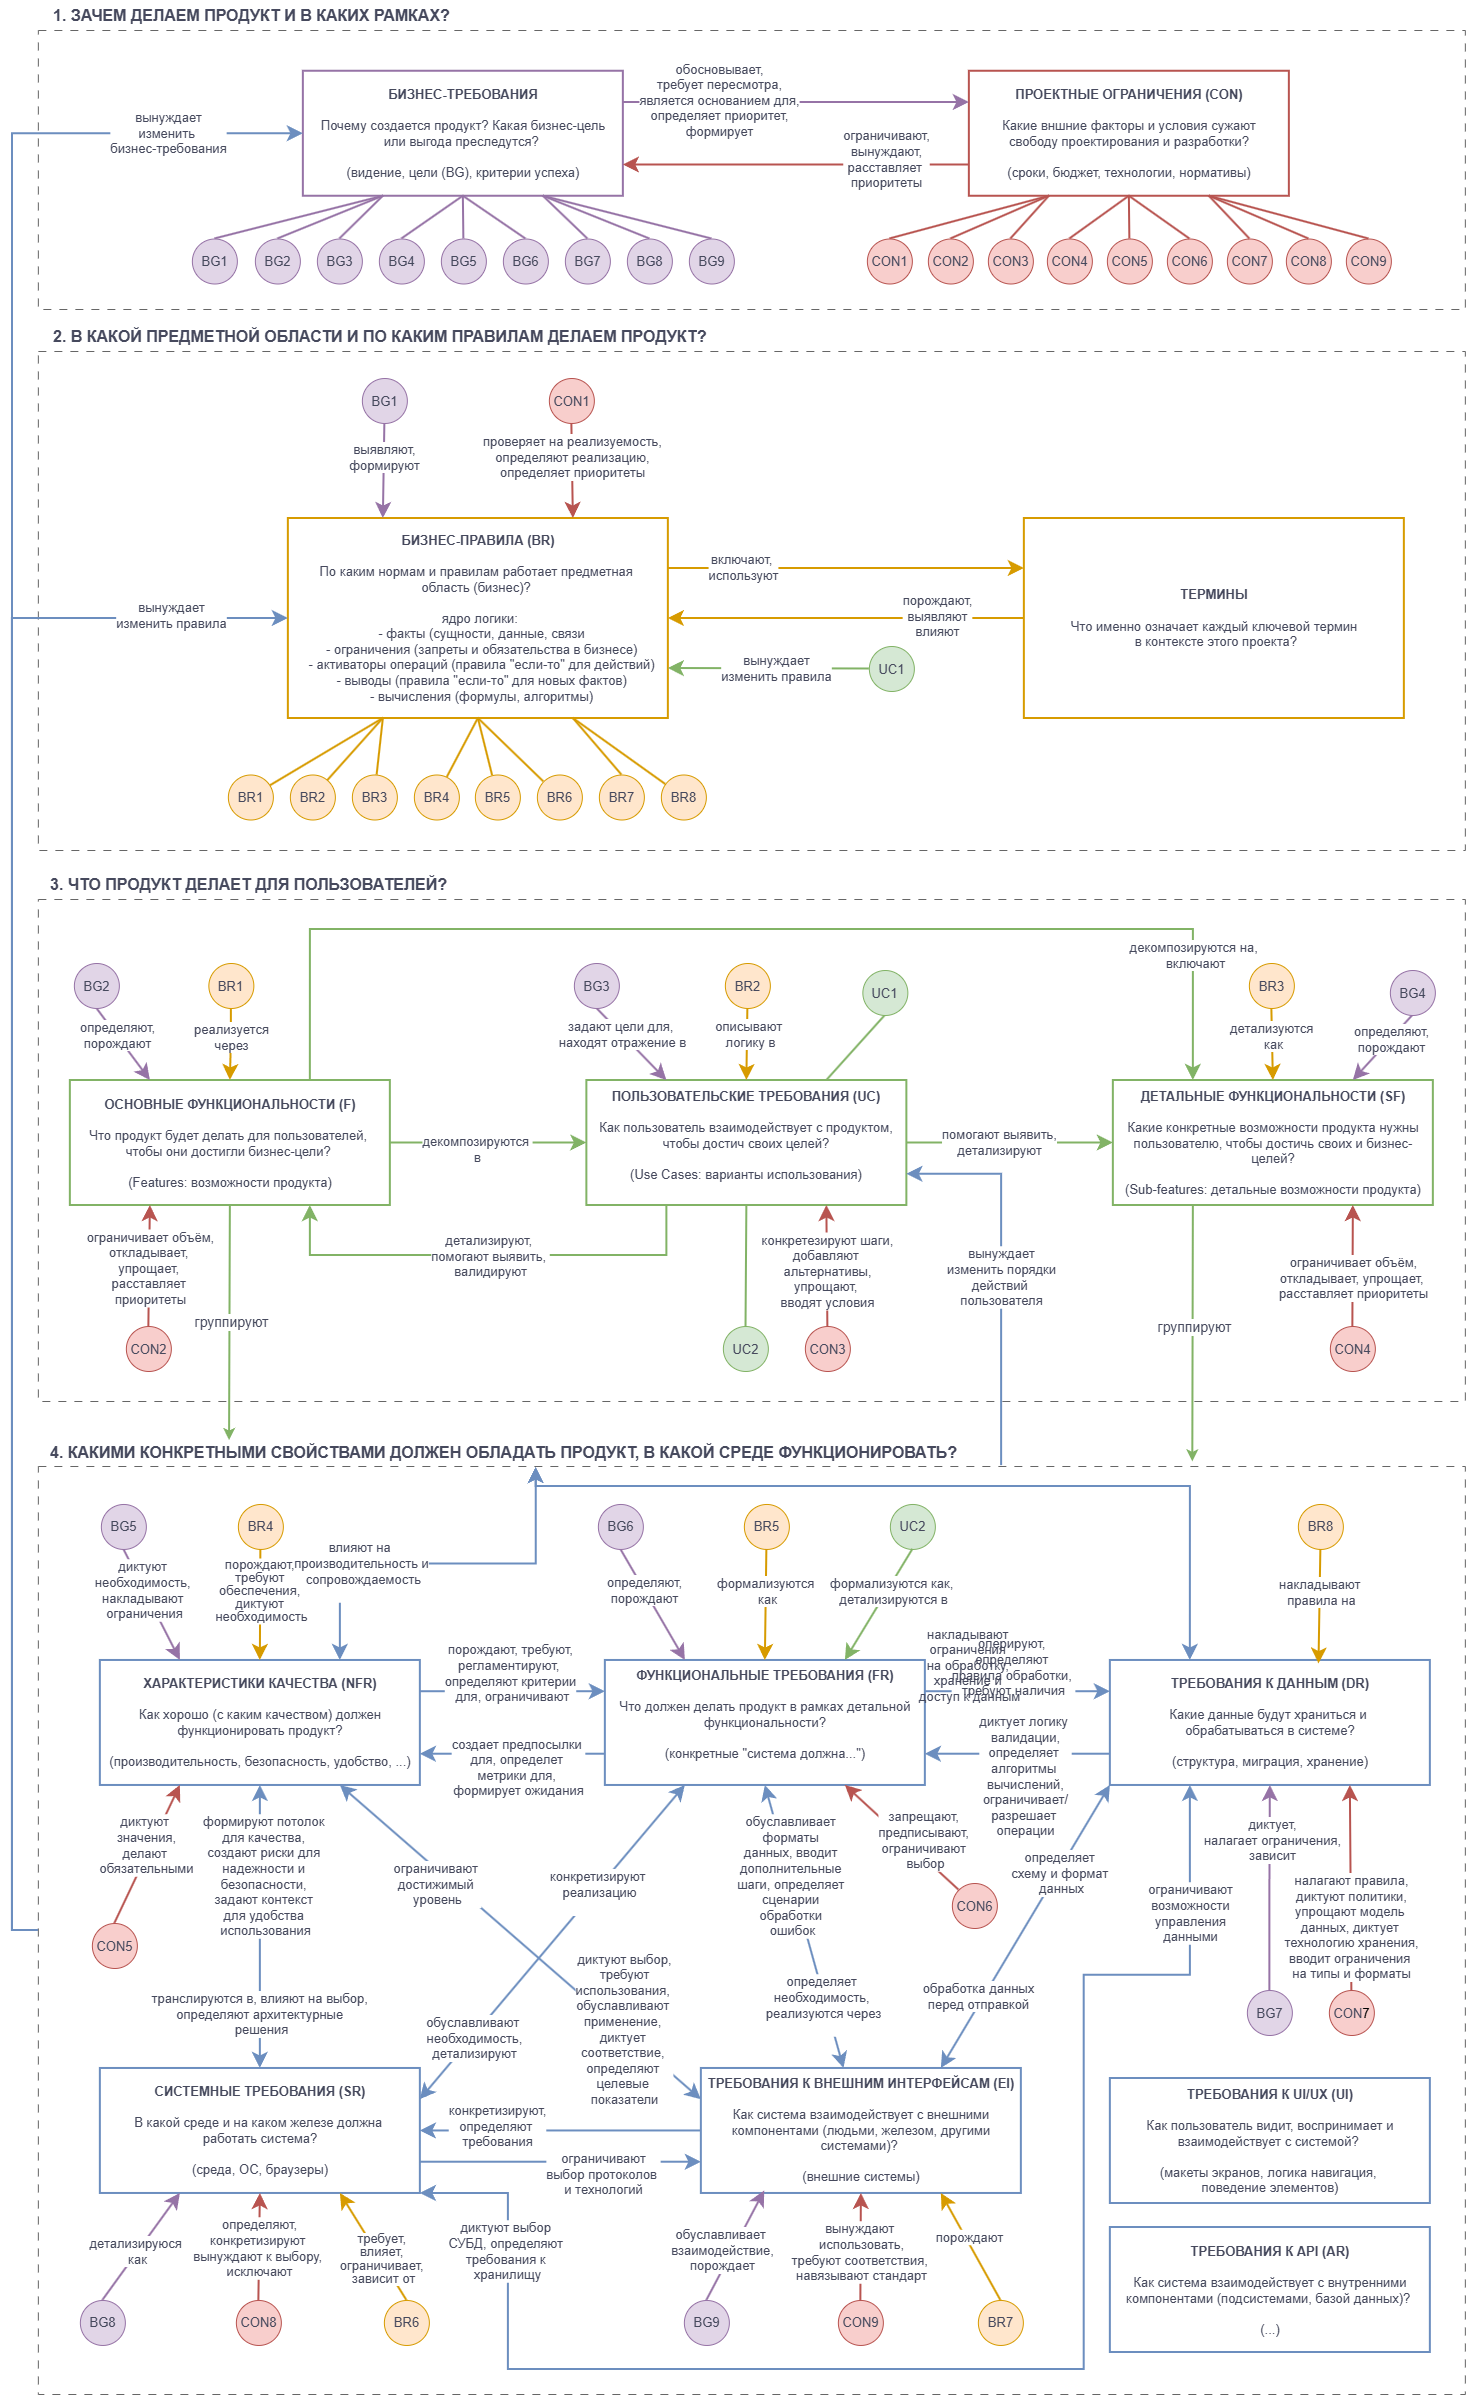 1. ЗАЧЕМ ДЕЛАЕМ ПРОДУКТ И В КАКИХ РАМКАХ?
БИЗНЕС-ТРЕБОВАНИЯ
Почему создается продукт? Какая бизнес-цель
или выгода преследутся?
(видение, цели (BG), критерии успеха)
обосновывает,
требует пересмотра,
является основанием для,
определяет приоритет,
формирует
ПРОЕКТНЫЕ ОГРАНИЧЕНИЯ (CON)
Какие вншние факторы и условия сужают
свободу проектирования и разработки?
(сроки, бюджет, технологии, нормативы)
вынуждает
изменить
бизнес-требования
ограничивают,
вынуждают,
расставляет
приоритеты
BG1
BG2
BG3
BG4
BG5
BG6
BG7
BG8
BG9
CON1
CON2
CON3
CON4
CON5
CON6
CON7
CON8
CON9
2. В КАКОЙ ПРЕДМЕТНОЙ ОБЛАСТИ И ПО КАКИМ ПРАВИЛАМ ДЕЛАЕМ ПРОДУКТ?
BG1
CON1
выявляют,
формируют
проверяет на реализуемость,
определяют реализацию,
определяет приоритеты
БИЗНЕС-ПРАВИЛА (BR)
По каким нормам и правилам работает предметная
область (бизнес)?
ядро логики:
- факты (сущности, данные, связи
- ограничения (запреты и обязательства в бизнесе)
- активаторы операций (правила "если-то" для действий)
- выводы (правила "если-то" для новых фактов)
- вычисления (формулы, алгоритмы)
включают,
используют
порождают,
выявляют
влияют
ТЕРМИНЫ
Что именно означает каждый ключевой термин
в контексте этого проекта?
вынуждает
изменить правила
вынуждает
изменить правила
UC1
BR1
BR2
BR3
BR4
BR5
BR6
BR7
BR8
3. ЧТО ПРОДУКТ ДЕЛАЕТ ДЛЯ ПОЛЬЗОВАТЕЛЕЙ?
декомпозируются на,
включают
BG2
BR1
BG3
BR2
UC1
BR3
BG4
определяют,
порождают
реализуется
через
задают цели для,
находят отражение в
описывают
логику в
детализуются
как
определяют,
порождают
ОСНОВНЫЕ ФУНКЦИОНАЛЬНОСТИ (F)
Что продукт будет делать для пользователей,
чтобы они достигли бизнес-цели?
(Features: возможности продукта)
декомпозируются
в
ПОЛЬЗОВАТЕЛЬСКИЕ ТРЕБОВАНИЯ (UC)
Как пользователь взаимодействует с продуктом,
чтобы достич своих целей?
(Use Cases: варианты использования)
помогают выявить,
детализируют
ДЕТАЛЬНЫЕ ФУНКЦИОНАЛЬНОСТИ (SF)
Какие конкретные возможности продукта нужны
пользователю, чтобы достичь своих и бизнес-
целей?
(Sub-features: детальные возможности продукта)
ограничивает объём,
откладывает,
упрощает,
расставляет
приоритеты
группируют
детализируют,
помогают выявить,
валидируют
конкретезируют шаги,
добавляют
альтернативы,
упрощают,
вводят условия
вынуждает
изменить порядки
действий
пользователя
группируют
ограничивает объём,
откладывает, упрощает,
расставляет приоритеты
CON2
UC2
CON3
CON4
4. КАКИМИ КОНКРЕТНЫМИ СВОЙСТВАМИ ДОЛЖЕН ОБЛАДАТЬ ПРОДУКТ, В КАКОЙ СРЕДЕ ФУНКЦИОНИРОВАТЬ?
BG5
BR4
BG6
BR5
UC2
BR8
диктуют
необходимость,
накладывают
ограничения
порождают,
требуют
обеспечения,
диктуют
необходимость
влияют на
производительность и
сопровождаемость
определяют,
порождают
формализуются
как
формализуются как,
детализируются в
накладывают
правила на
порождают, требуют,
регламентируют,
определяют критерии
для, ограничивают
накладывают
ограничения
на обработку,
хранение и
доступ к данным
оперируют,
определяют
правила обработки,
требуют наличия
ХАРАКТЕРИСТИКИ КАЧЕСТВА (NFR)
Как хорошо (с каким качеством) должен
функционировать продукт?
(производительность, безопасность, удобство, ...)
создает предпосылки
для, определет
метрики для,
формирует ожидания
ФУНКЦИОНАЛЬНЫЕ ТРЕБОВАНИЯ (FR)
Что должен делать продукт в рамках детальной
функциональности?
(конкретные "система должна...")
диктует логику
валидации,
определяет
алгоритмы
вычислений,
ограничивает/
разрешает
операции
ТРЕБОВАНИЯ К ДАННЫМ (DR)
Какие данные будут храниться и
обрабатываться в системе?
(структура, миграция, хранение)
диктуют
значения,
делают
обязательными
CON5
формируют потолок
для качества,
создают риски для
надежности и
безопасности,
задают контекст
для удобства
использования
ограничивают
достижимый
уровень
конкретизируют
реализацию
обуславливает
форматы
данных, вводит
дополнительные
шаги, определяет
сценарии
обработки
ошибок
запрещают,
предписывают,
ограничивают
выбор
CON6
определяет
схему и формат
данных
ограничивают
возможности
управления
данными
диктует,
налагает ограничения,
зависит
налагают правила,
диктуют политики,
упрощают модель
данных, диктует
технологию хранения,
вводит ограничения
на типы и форматы
BG7
CON7
транслируются в, влияют на выбор,
определяют архитектурные
решения
обуславливают
необходимость,
детализируют
диктуют выбор,
требуют
использования,
обуславливают
применение,
диктует
соответствие,
определяют
целевые
показатели
определяет
необходимость,
реализуются через
обработка данных
перед отправкой
СИСТЕМНЫЕ ТРЕБОВАНИЯ (SR)
В какой среде и на каком железе должна
работать система?
(среда, ОС, браузеры)
конкретизируют,
определяют
требования
ограничивают
выбор протоколов
и технологий
ТРЕБОВАНИЯ К ВНЕШНИМ ИНТЕРФЕЙСАМ (EI)
Как система взаимодействует с внешними
компонентами (людьми, железом, другими
системами)?
(внешние системы)
ТРЕБОВАНИЯ К UI/UX (UI)
Как пользователь видит, воспринимает и
взаимодействует с системой?
(макеты экранов, логика навигация,
поведение элементов)
детализируюся
как
определяют,
конкретизируют
вынуждают к выбору,
исключают
требует,
влияет,
ограничивает,
зависит от
диктуют выбор
СУБД, определяют
требования к
хранилищу
обуславливает
взаимодействие,
порождает
вынуждают
использовать,
требуют соответствия,
навязывают стандарт
порождают
BG8
CON8
BR6
BG9
CON9
BR7
ТРЕБОВАНИЯ К API (AR)
Как система взаимодействует с внутренними
компонентами (подсистемами, базой данных)?
(...)